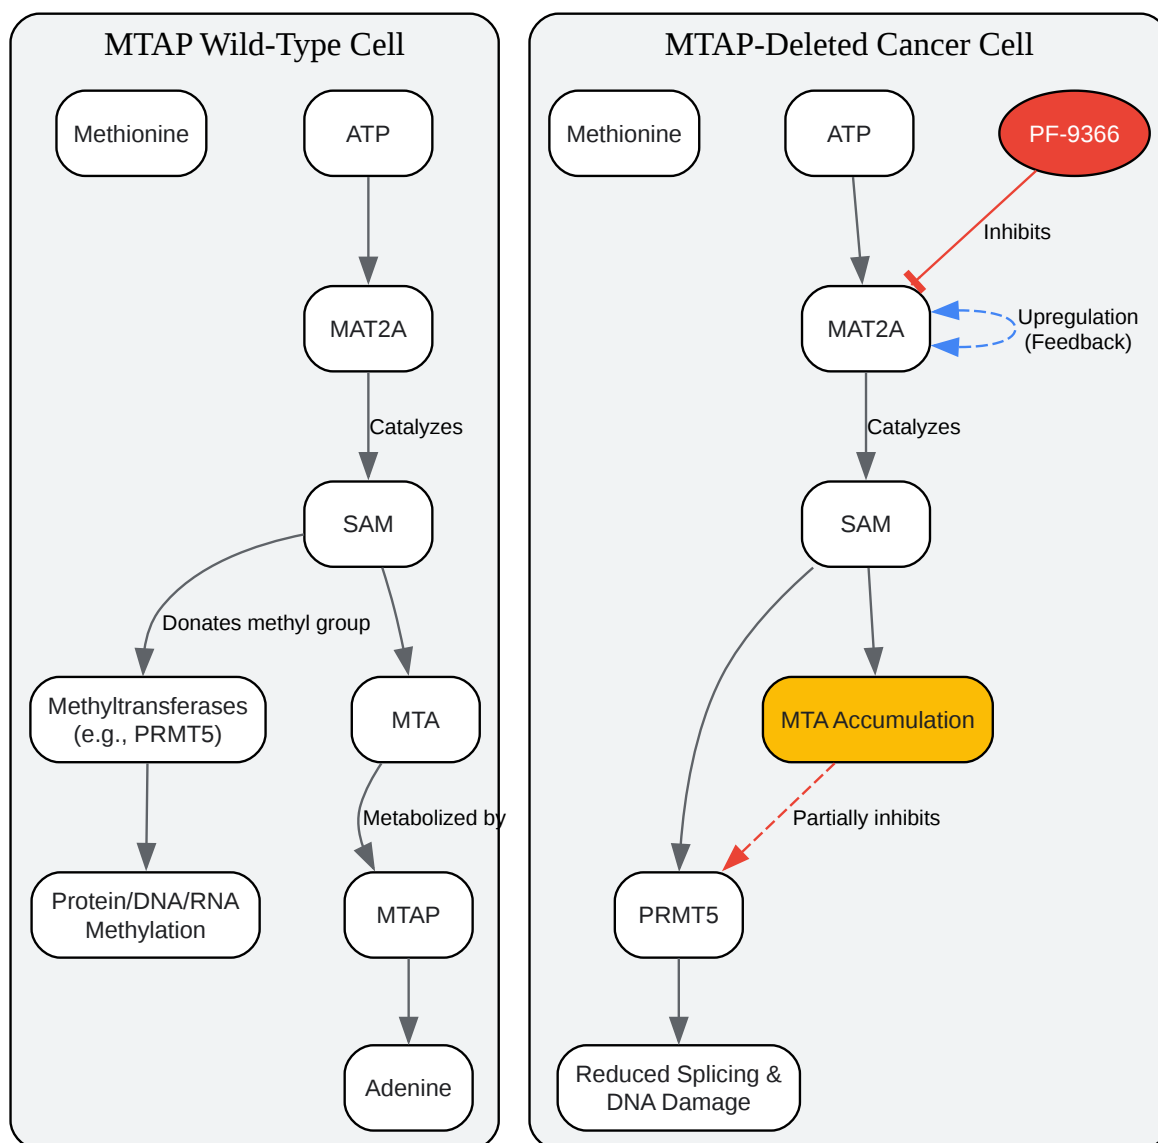 MTAP Wild-Type Cell
Methionine
ATP
MAT2A
Catalyzes
SAM
Donates methyl group
Methyltransferases
(e.g., PRMT5)
MTA
Metabolized by
Protein/DNA/RNA
Methylation
MTAP
Adenine
MTAP-Deleted Cancer Cell
Methionine
ATP
PF-9366
Inhibits
MAT2A
Upregulation
(Feedback)
Catalyzes
SAM
MTA Accumulation
Partially inhibits
PRMT5
Reduced Splicing &
DNA Damage